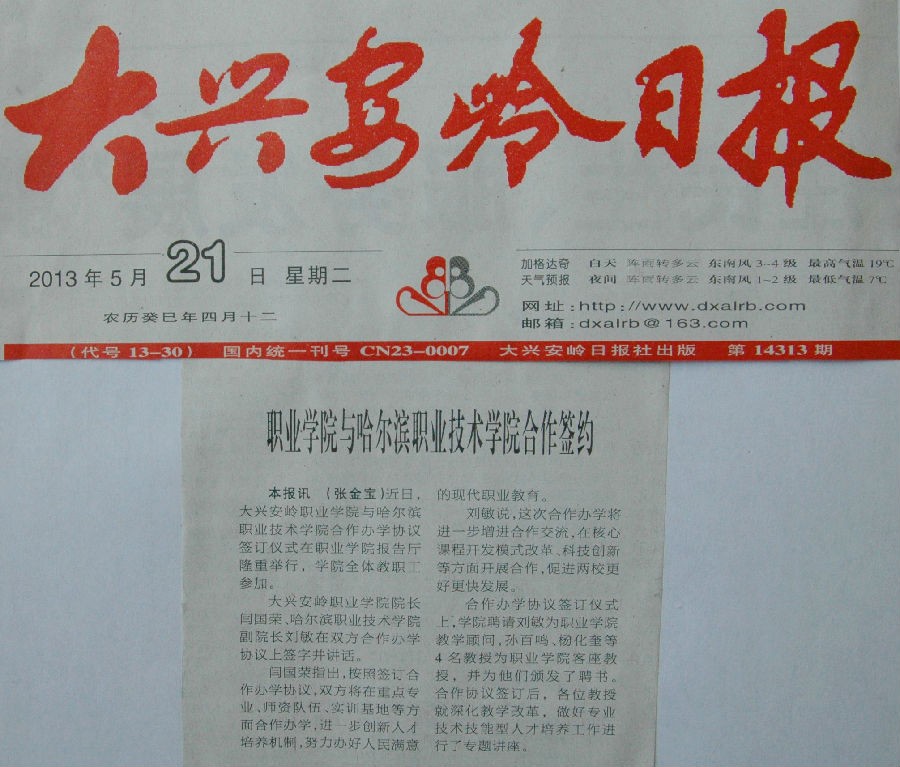 大兴安岭日报
2013年5月 21 日 星期二
农历癸巳年四月十二
加格达奇 白天 阵雨转多云 东南风3-4级 最高气温19℃
天气预报 夜间 阵雨转多云 东南风1-2级 最低气温7℃
网址:http://www.dxalrb.com
邮箱:dxalrb@163.com
(代号13-30) 国内统一刊号CN23-0007 大兴安岭日报社出版 第14313期
职业学院与哈尔滨职业技术学院合作签约
本报讯 (张金宝)近日,
大兴安岭职业学院与哈尔滨
职业技术学院合作办学协议
签订仪式在职业学院报告厅
隆重举行,学院全体教职工
参加。
大兴安岭职业学院院长
闫国荣、哈尔滨职业技术学院
副院长刘敏在双方合作办学
协议上签字并讲话。
闫国荣指出,按照签订合
作办学协议,双方将在重点专
业、师资队伍、实训基地等方
面合作办学,进一步创新人才
培养机制,努力办好人民满意
的现代职业教育。
刘敏说,这次合作办学将
进一步增进合作交流,在核心
课程开发模式改革、科技创新
等方面开展合作,促进两校更
好更快发展。
合作办学协议签订仪式
上,学院聘请刘敏为职业学院
教学顾问,孙百鸣、杨化奎等
4名教授为职业学院客座教
授,并为他们颁发了聘书。
合作协议签订后,各位教授
就深化教学改革,做好专业
技术技能型人才培养工作进
行了专题讲座。